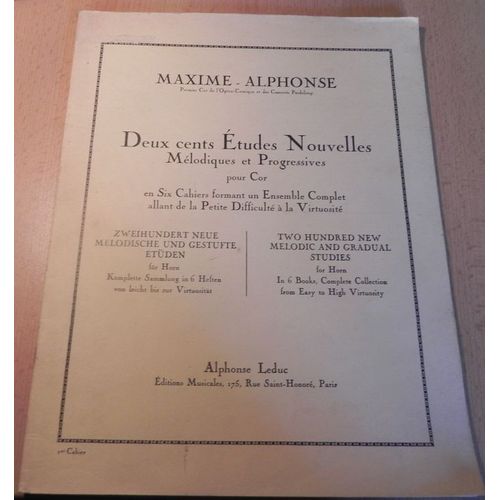 MAXIME - ALPHONSE
Premier Cor de l'Opéra-Comique et des Concerts Pasdeloup
Deux cents Études Nouvelles
Mélodiques et Progressives
pour Cor
en Six Cahiers formant un Ensemble Complet
allant de la Petite Difficulté à la Virtuosité
ZWEIHUNDERT NEUE
MELODISCHE UND GESTUFTE
ETÜDEN
für Horn
Komplette Sammlung in 6 Heften
von leicht bis zur Virtuosität
TWO HUNDRED NEW
MELODIC AND GRADUAL
STUDIES
for Horn
In 6 Books, Complete Collection
from Easy to High Virtuosity
Alphonse Leduc
Éditions Musicales, 175, Rue Saint-Honoré, Paris
1er Cahier